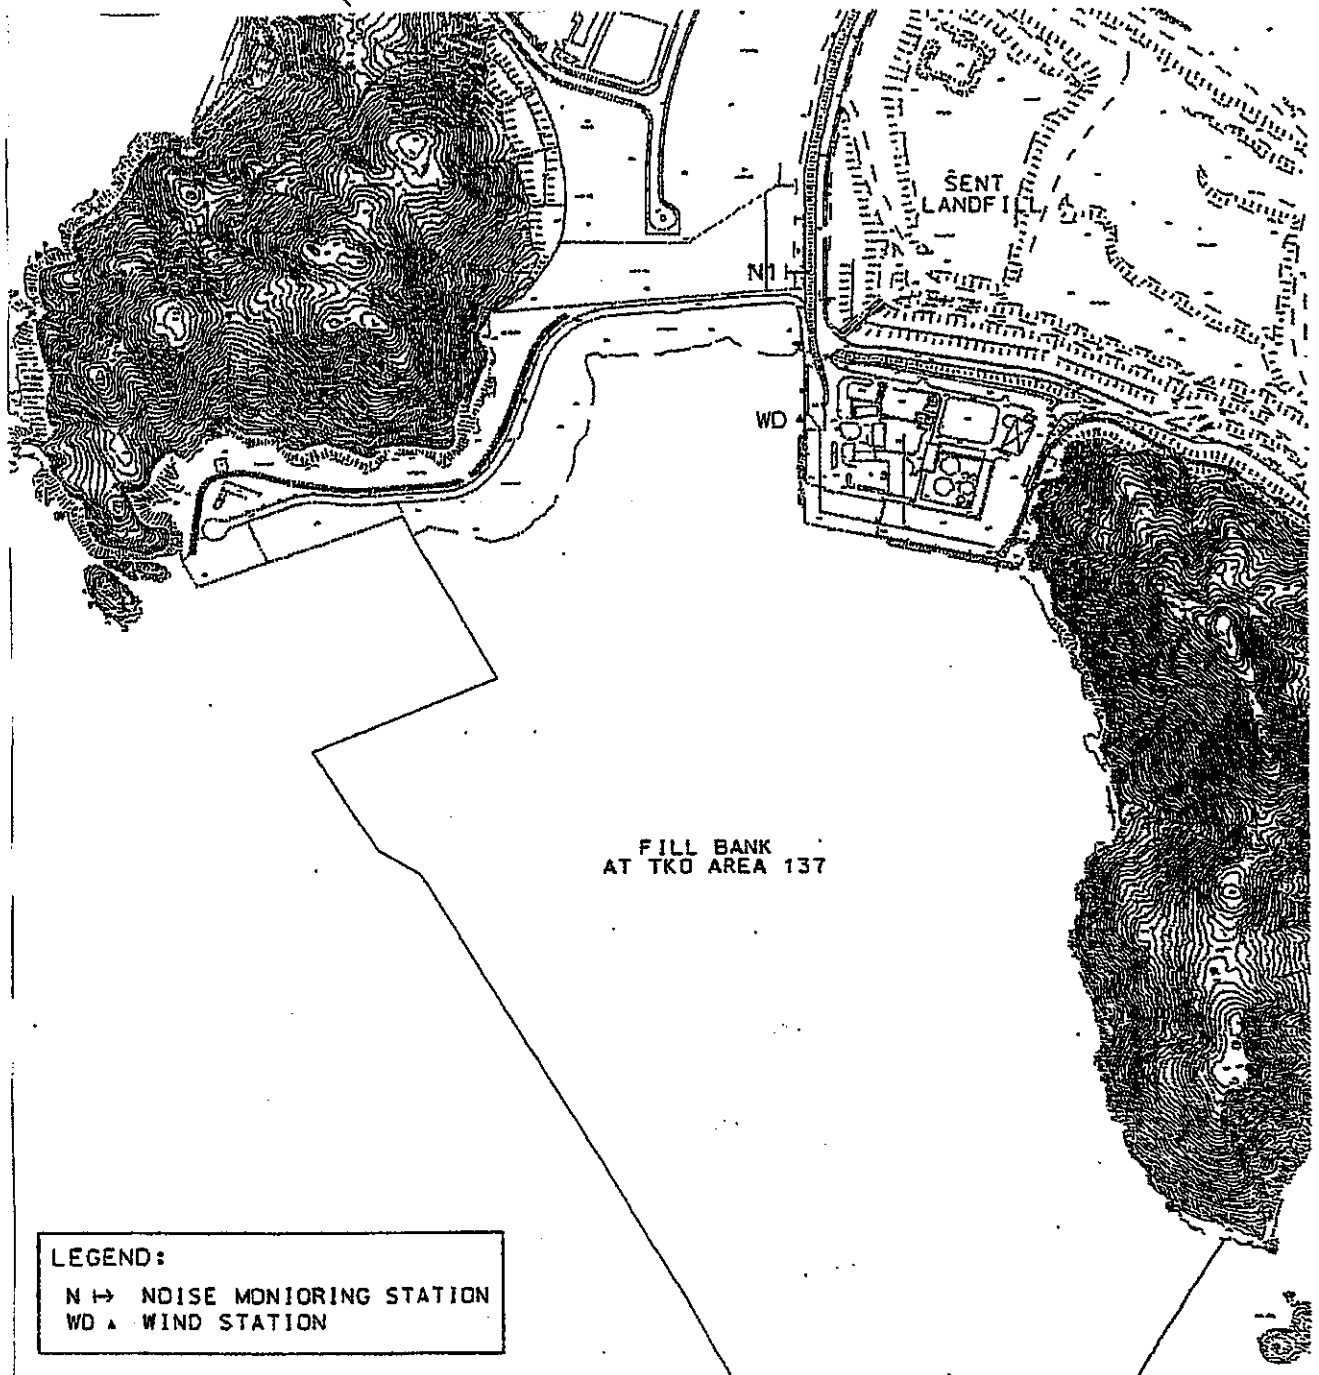 SENT
LANDFILL
N1
WD
FILL BANK
AT TKO AREA 137
LEGEND:
N ↦ NOISE MONIORING STATION
WD ▲ WIND STATION